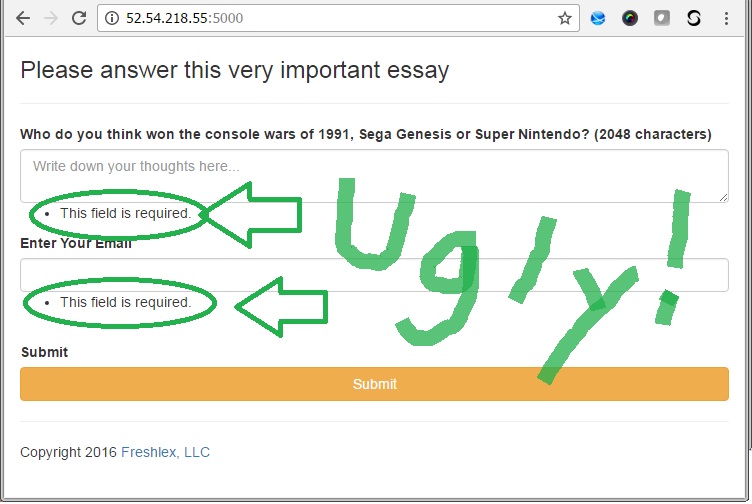 52.54.218.55:5000
Please answer this very important essay
Who do you think won the console wars of 1991, Sega Genesis or Super Nintendo? (2048 characters)
Write down your thoughts here...
• This field is required.
Enter Your Email
• This field is required.
Ugly!
Submit
Submit
Copyright 2016 Freshlex, LLC